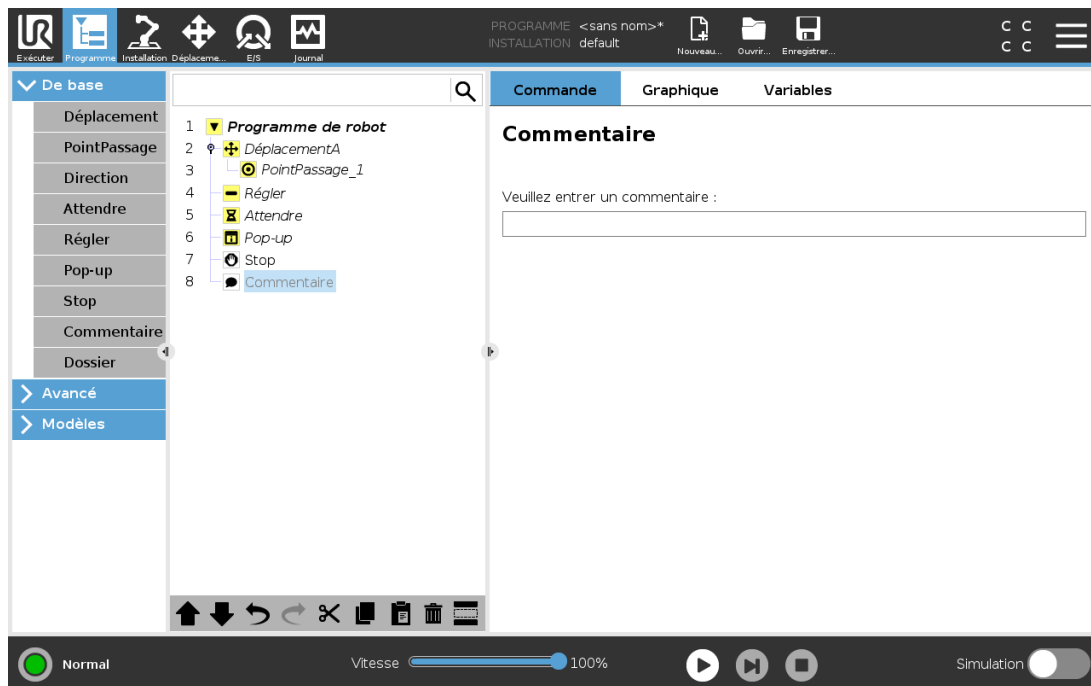 PROGRAMME <sans nom>*
INSTALLATION default
C C
C C
Exécuter Programme Installation Déplaceme... E/S Journal Nouveau... Ouvrir... Enregistrer...
De base
Déplacement
PointPassage
Direction
Attendre
Régler
Pop-up
Stop
Commentaire
Dossier
Avancé
Modèles
1 Programme de robot
2 DéplacementA
3 PointPassage_1
4 Régler
5 Attendre
6 Pop-up
7 Stop
8 Commentaire
Commande Graphique Variables
Commentaire
Veuillez entrer un commentaire :
Normal Vitesse 100% Simulation